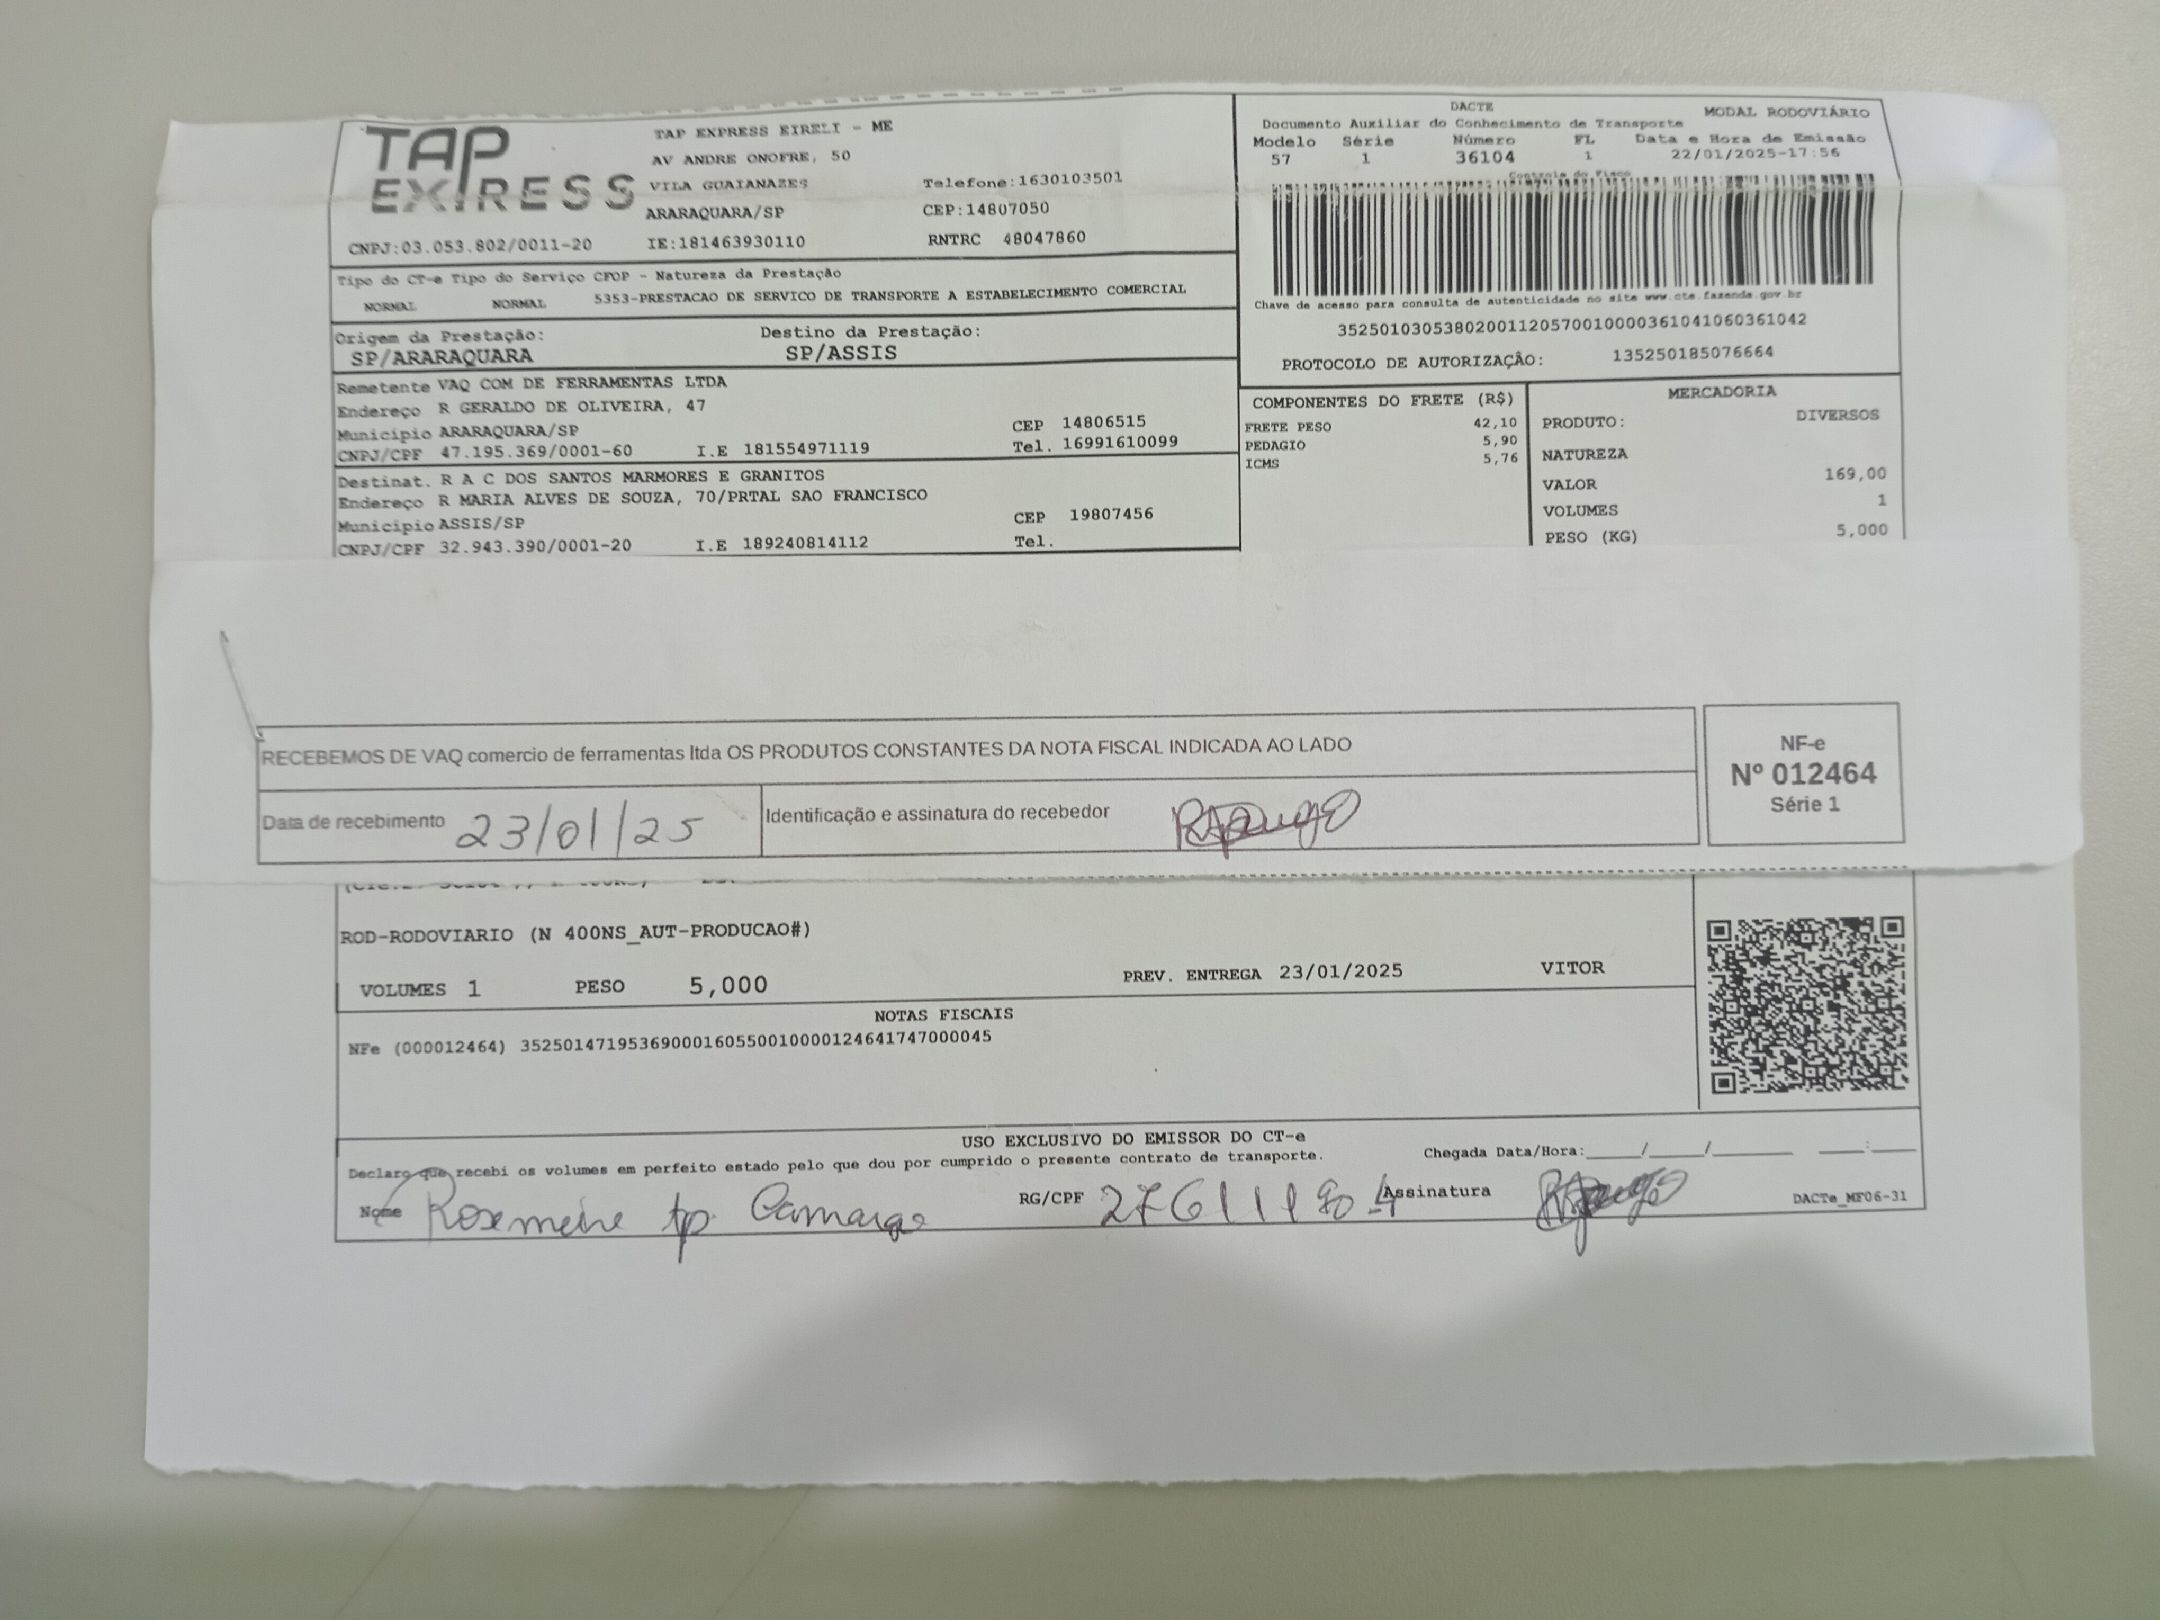 TAP EXPRESS
TAP EXPRESS EIRELI - ME
AV ANDRE ONOFRE, 50
VILA GUAIANAZES Telefone:1630103501
ARARAQUARA/SP CEP:14807050
CNPJ:03.053.802/0011-20 IE:181463930110 RNTRC 48047860
DACTE MODAL RODOVIÁRIO
Documento Auxiliar do Conhecimento de Transporte
Modelo Série Número FL Data e Hora de Emissão
57 1 36104 1 22/01/2025-17:56
Controle do Fisco
Chave de acesso para consulta de autenticidade no site www.cte.fazenda.gov.br
35250103053802001120570010000361041060361042
PROTOCOLO DE AUTORIZAÇÂO: 135250185076664
Tipo do CT-e Tipo do Serviço CFOP - Natureza da Prestação
NORMAL NORMAL 5353-PRESTACAO DE SERVICO DE TRANSPORTE A ESTABELECIMENTO COMERCIAL
Origem da Prestação: Destino da Prestação:
SP/ARARAQUARA SP/ASSIS
Remetente VAQ COM DE FERRAMENTAS LTDA
Endereço R GERALDO DE OLIVEIRA, 47
Município ARARAQUARA/SP CEP 14806515
CNPJ/CPF 47.195.369/0001-60 I.E 181554971119 Tel. 16991610099
Destinat. R A C DOS SANTOS MARMORES E GRANITOS
Endereço R MARIA ALVES DE SOUZA, 70/PRTAL SAO FRANCISCO
Município ASSIS/SP CEP 19807456
CNPJ/CPF 32.943.390/0001-20 I.E 189240814112 Tel.
COMPONENTES DO FRETE (R$)
FRETE PESO 42,10
PEDAGIO 5,90
ICMS 5,76
MERCADORIA
PRODUTO: DIVERSOS
NATUREZA
VALOR 169,00
VOLUMES 1
PESO (KG) 5,000
RECEBEMOS DE VAQ comercio de ferramentas ltda OS PRODUTOS CONSTANTES DA NOTA FISCAL INDICADA AO LADO
Data de recebimento 23/01/25 Identificação e assinatura do recebedor
NF-e
Nº 012464
Série 1
ROD-RODOVIARIO (N 400NS_AUT-PRODUCAO#)
VOLUMES 1 PESO 5,000 PREV. ENTREGA 23/01/2025 VITOR
NOTAS FISCAIS
NFe (000012464) 35250147195369000160550010000124641747000045
USO EXCLUSIVO DO EMISSOR DO CT-e
Declaro que recebi os volumes em perfeito estado pelo que dou por cumprido o presente contrato de transporte. Chegada Data/Hora:_____/_____/________ ____:____
Nome Rosemeire ap. Camargo RG/CPF Assinatura DACTe_MF06-31